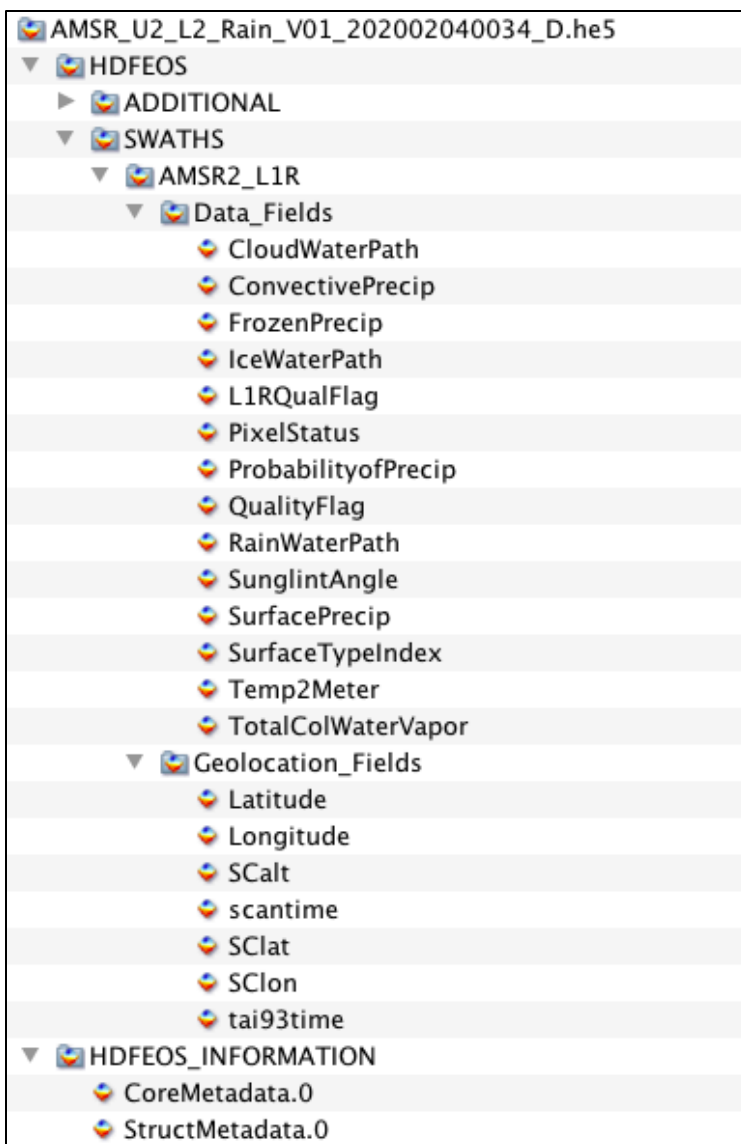 AMSR_U2_L2_Rain_V01_202002040034_D.he5
HDFEOS
ADDITIONAL
SWATHS
AMSR2_L1R
Data_Fields
CloudWaterPath
ConvectivePrecip
FrozenPrecip
IceWaterPath
L1RQualFlag
PixelStatus
ProbabilityofPrecip
QualityFlag
RainWaterPath
SunglintAngle
SurfacePrecip
SurfaceTypeIndex
Temp2Meter
TotalColWaterVapor
Geolocation_Fields
Latitude
Longitude
SCalt
scantime
SClat
SClon
tai93time
HDFEOS_INFORMATION
CoreMetadata.0
StructMetadata.0